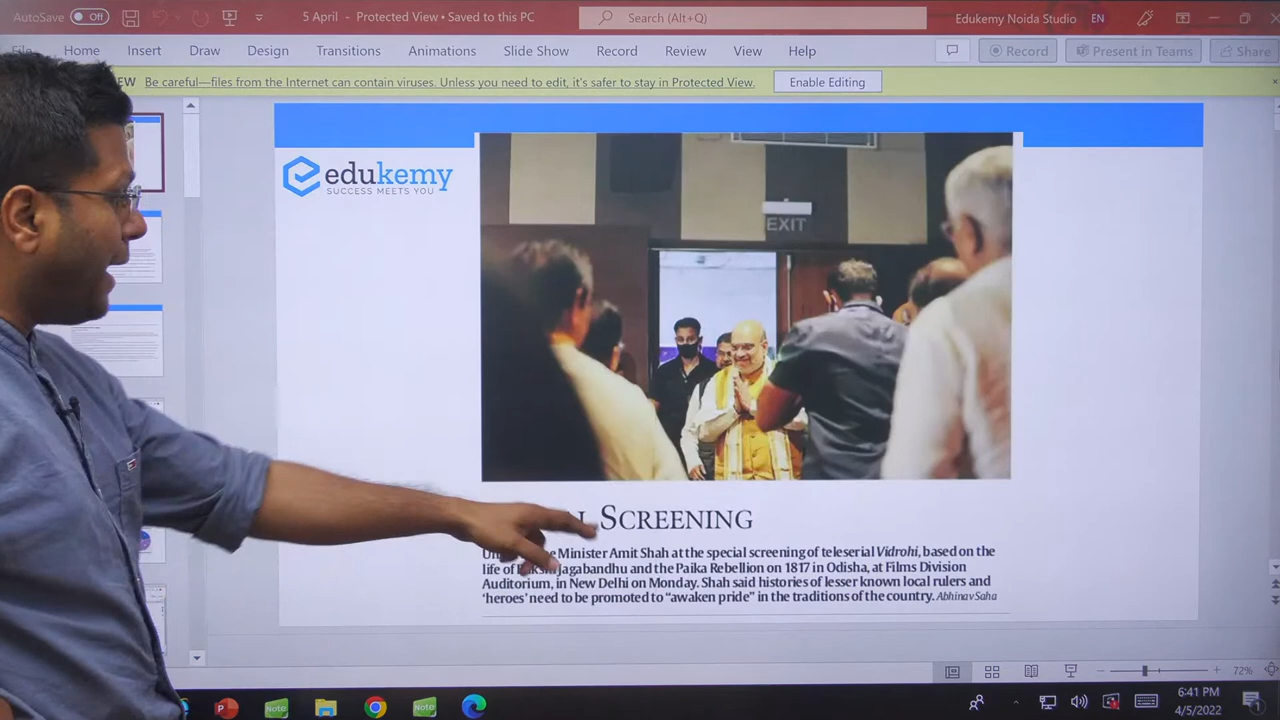 AutoSave Off 5 April - Protected View • Saved to this PC Search (Alt+Q) Edukemy Noida Studio EN
File Home Insert Draw Design Transitions Animations Slide Show Record Review View Help Record Present in Teams Share
EW Be careful—files from the Internet can contain viruses. Unless you need to edit, it's safer to stay in Protected View. Enable Editing
edukemy
SUCCESS MEETS YOU
EXIT
SCREENING
Minister Amit Shah at the special screening of teleserial Vidrohi, based on the
life of Jagabandhu and the Paika Rebellion on 1817 in Odisha, at Films Division
Auditorium, in New Delhi on Monday. Shah said histories of lesser known local rulers and
'heroes' need to be promoted to "awaken pride" in the traditions of the country. Abhinav Saha
72%
Note Note 6:41 PM
4/5/2022